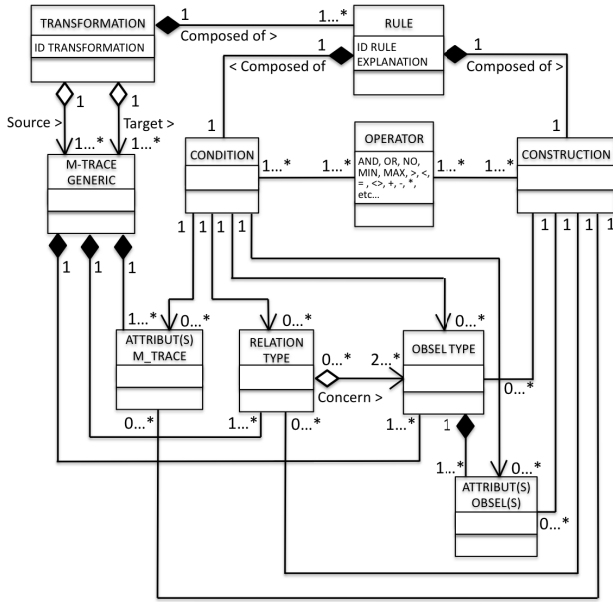 TRANSFORMATION
ID TRANSFORMATION
1
Composed of >
1...*
RULE
ID RULE
EXPLANATION
1
< Composed of
1
Composed of >
1
1
Source >
Target >
1...*
1...*
M-TRACE
GENERIC
1
CONDITION
1...*
1...*
OPERATOR
AND, OR, NO,
MIN, MAX, >, <,
= , <>, +, -, *,
etc...
1...*
1...*
1
CONSTRUCTION
1
1
1
1
1
1
1
1
1
1
1
1...*
0...*
0...*
0...*
ATTRIBUT(S)
M_TRACE
RELATION
TYPE
0...*
Concern >
2...*
OBSEL TYPE
0...*
0...*
1...*
0...*
1...*
1
1...*
0...*
ATTRIBUT(S)
OBSEL(S)
0...*